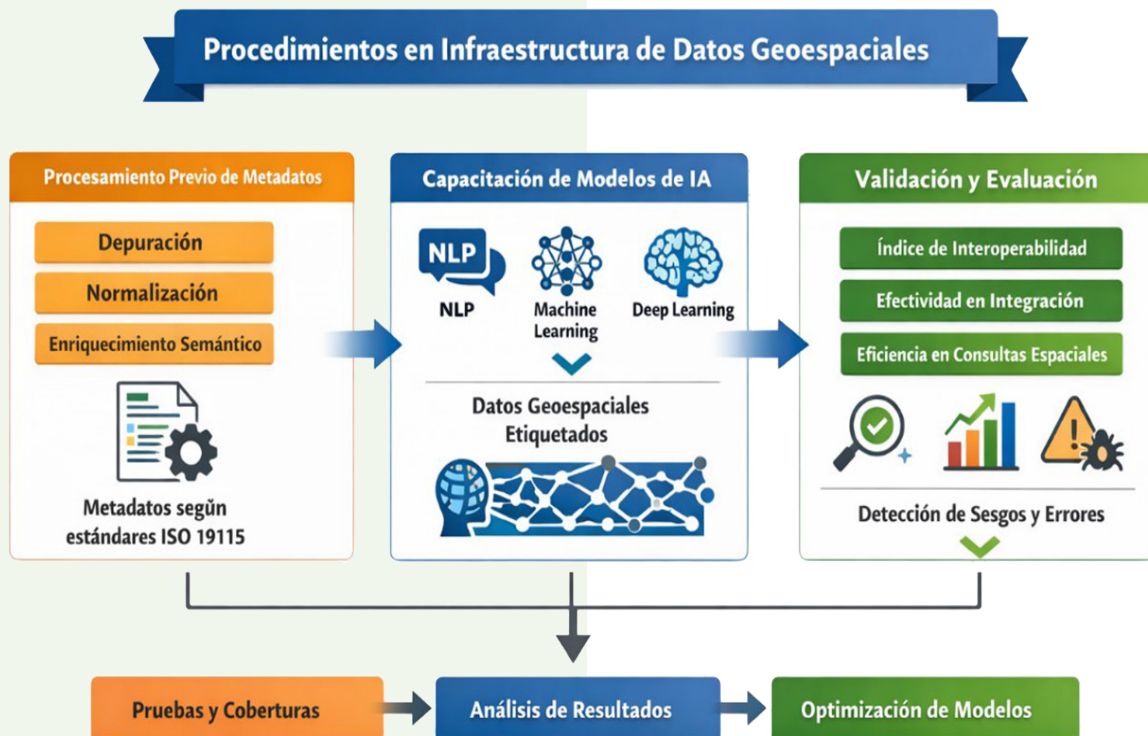 Procedimientos en Infraestructura de Datos Geoespaciales
Procesamiento Previo de Metadatos
Depuración
Normalización
Enriquecimiento Semántico
Metadatos según
estándares ISO 19115
Capacitación de Modelos de IA
NLP
NLP
Machine
Learning
Deep Learning
Datos Geoespaciales
Etiquetados
Validación y Evaluación
Índice de Interoperabilidad
Efectividad en Integración
Eficiencia en Consultas Espaciales
Detección de Sesgos y Errores
Pruebas y Coberturas
Análisis de Resultados
Optimización de Modelos